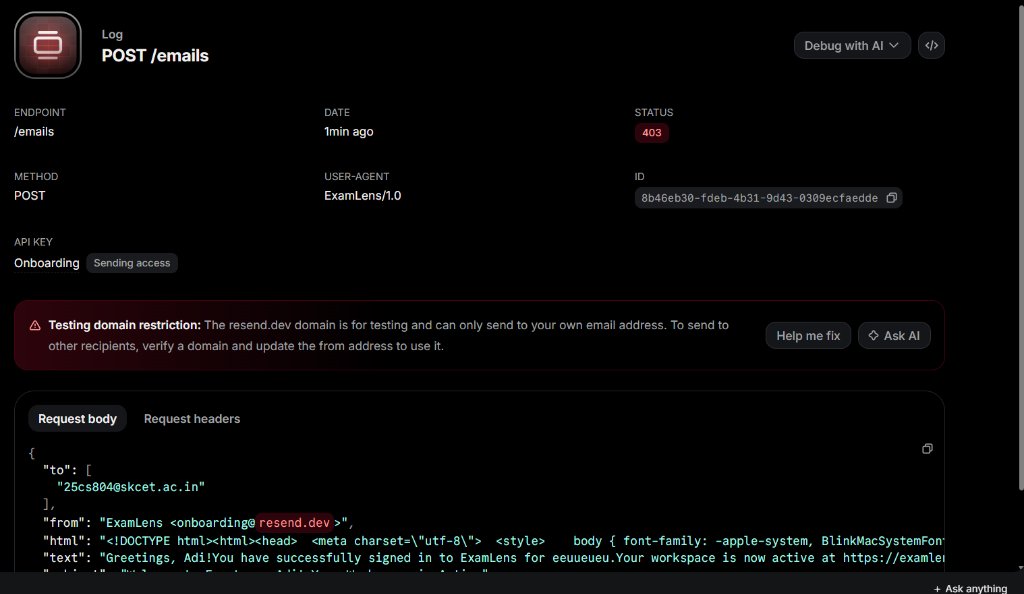 Log
POST /emails
Debug with AI
</>
ENDPOINT
/emails
DATE
1min ago
STATUS
403
METHOD
POST
USER-AGENT
ExamLens/1.0
ID
8b46eb30-fdeb-4b31-9d43-0309ecfaedde
API KEY
Onboarding Sending access
Testing domain restriction: The resend.dev domain is for testing and can only send to your own email address. To send to
other recipients, verify a domain and update the from address to use it.
Help me fix
Ask AI
Request body Request headers
{
"to": [
"25cs804@skcet.ac.in"
],
"from": "ExamLens <onboarding@resend.dev>",
"html": "<!DOCTYPE html><html><head> <meta charset=\"utf-8\"> <style> body { font-family: -apple-system, BlinkMacSystemFon
"text": "Greetings, Adi!You have successfully signed in to ExamLens for eeuueueu.Your workspace is now active at https://examler
+ Ask anything